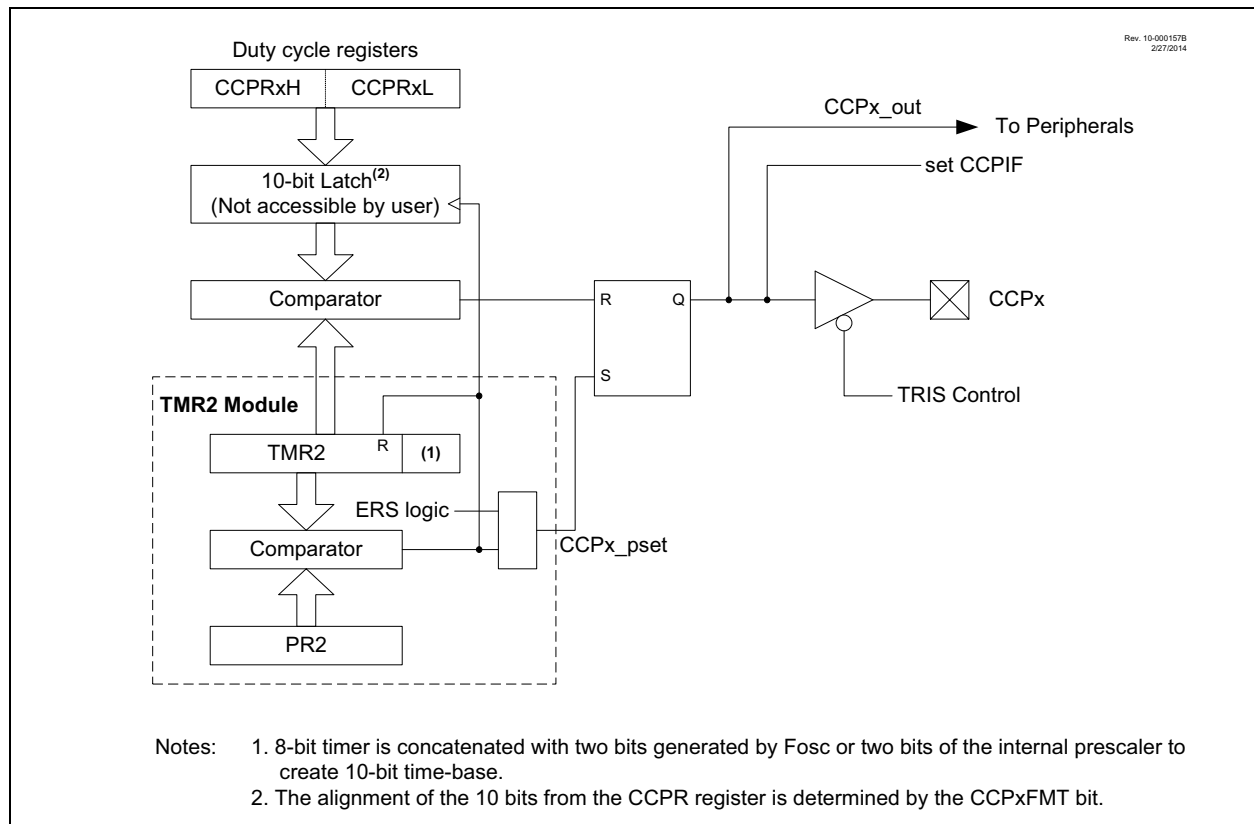 Rev. 10-000157B
2/27/2014
Duty cycle registers
CCPRxH CCPRxL
CCPx_out
To Peripherals
set CCPIF
10-bit Latch(2)
(Not accessible by user)
Comparator
R Q
CCPx
S
TRIS Control
TMR2 Module
TMR2 R (1)
ERS logic
CCPx_pset
Comparator
PR2
Notes: 1. 8-bit timer is concatenated with two bits generated by Fosc or two bits of the internal prescaler to
create 10-bit time-base.
2. The alignment of the 10 bits from the CCPR register is determined by the CCPxFMT bit.